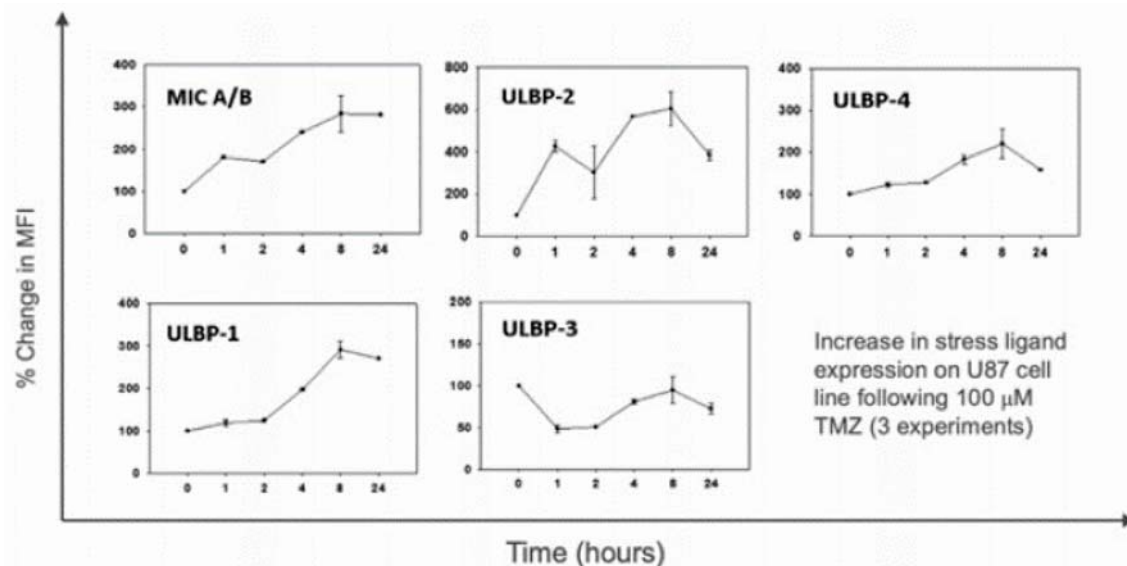 % Change in MFI
MIC A/B
400
300
200
100
0
0 1 2 4 8 24
ULBP-2
800
600
400
200
0
0 1 2 4 8 24
ULBP-4
400
300
200
100
0
0 1 2 4 8 24
ULBP-1
400
300
200
100
0
0 1 2 4 8 24
ULBP-3
200
150
100
50
0
0 1 2 4 8 24
Increase in stress ligand
expression on U87 cell
line following 100 μM
TMZ (3 experiments)
Time (hours)